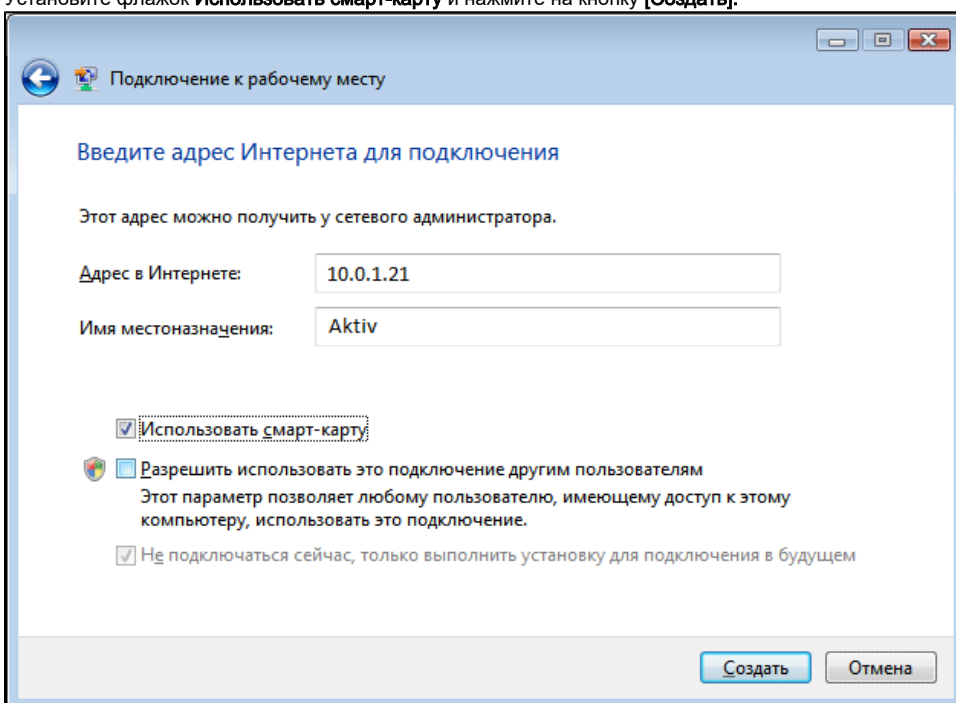 Установите флажок Использовать смарт-карту и нажмите на кнопку [Создать].
Подключение к рабочему месту
Введите адрес Интернета для подключения
Этот адрес можно получить у сетевого администратора.
Адрес в Интернете:
10.0.1.21
Имя местоназначения:
Aktiv
Использовать смарт-карту
Разрешить использовать это подключение другим пользователям
Этот параметр позволяет любому пользователю, имеющему доступ к этому
компьютеру, использовать это подключение.
Не подключаться сейчас, только выполнить установку для подключения в будущем
Создать
Отмена